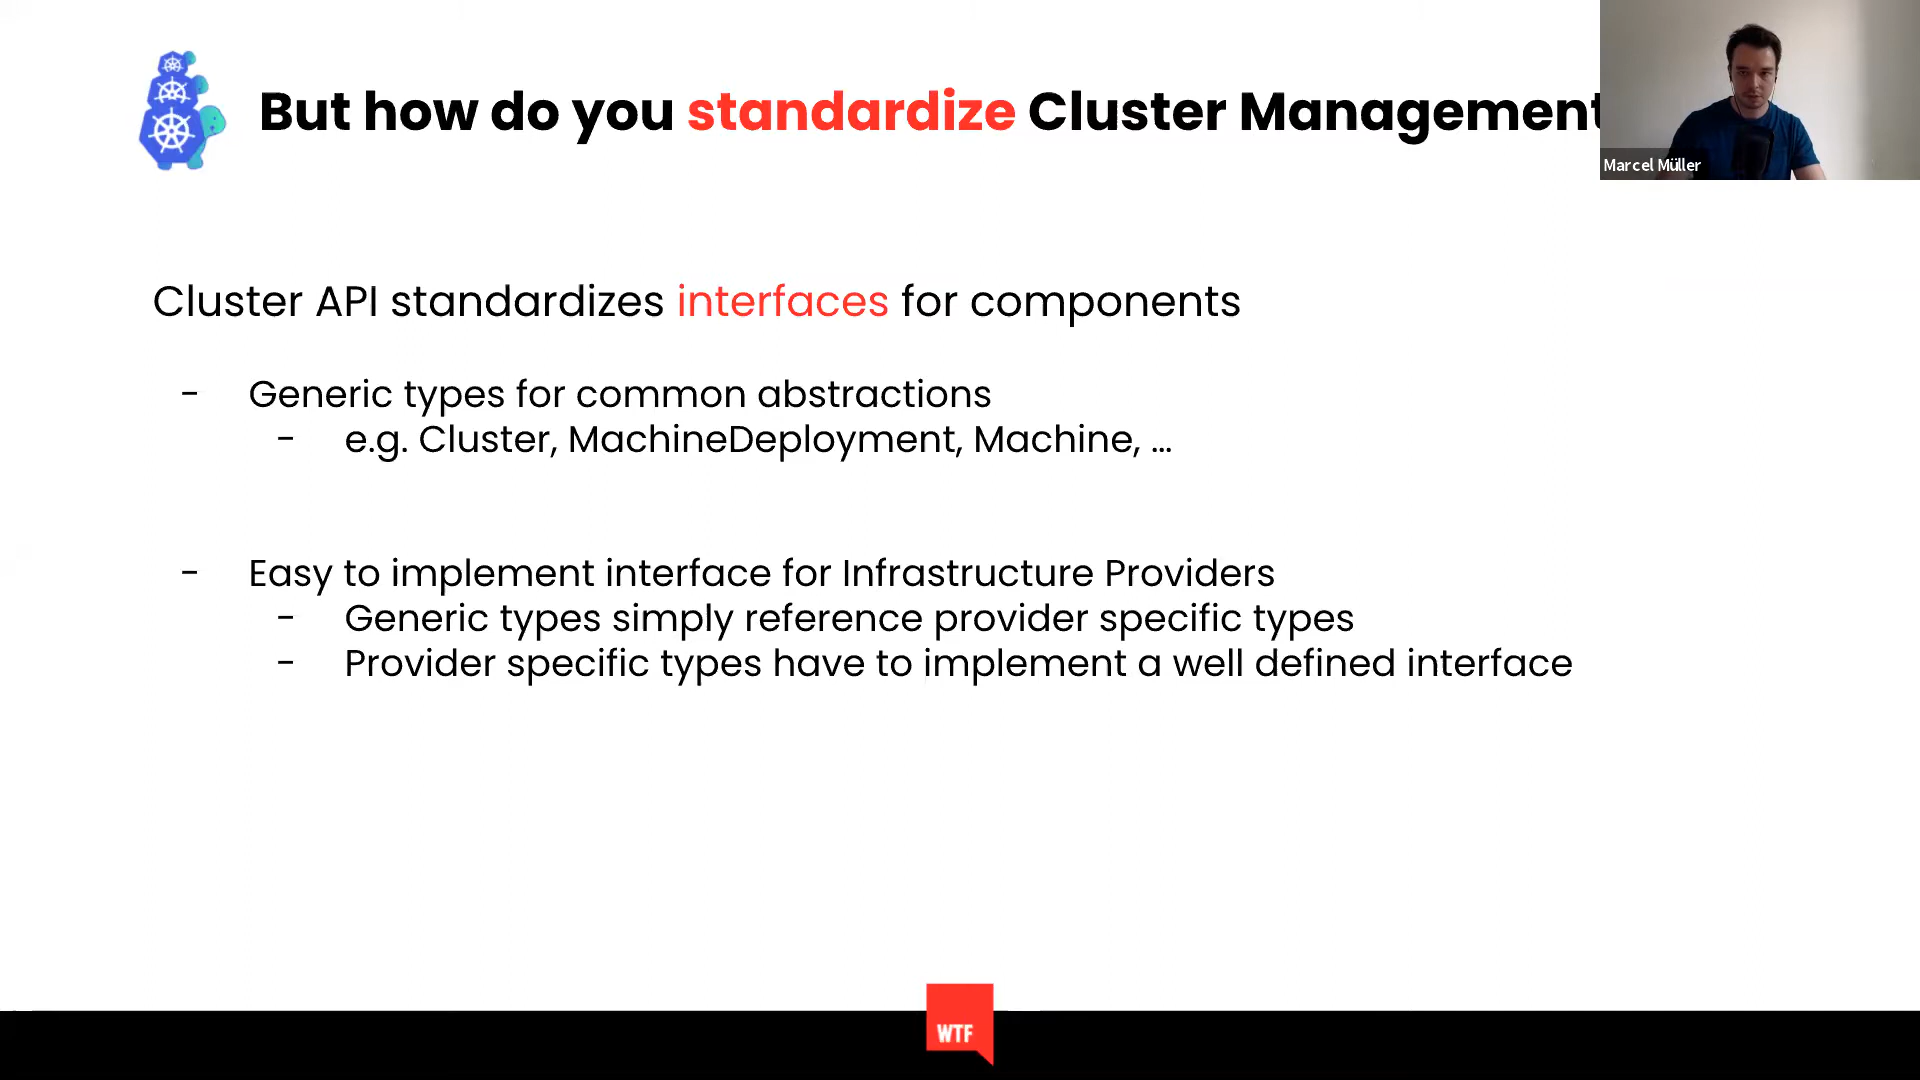 But how do you standardize Cluster Management
Marcel Müller
Cluster API standardizes interfaces for components
- Generic types for common abstractions
- e.g. Cluster, MachineDeployment, Machine, ...
- Easy to implement interface for Infrastructure Providers
- Generic types simply reference provider specific types
- Provider specific types have to implement a well defined interface
WTF